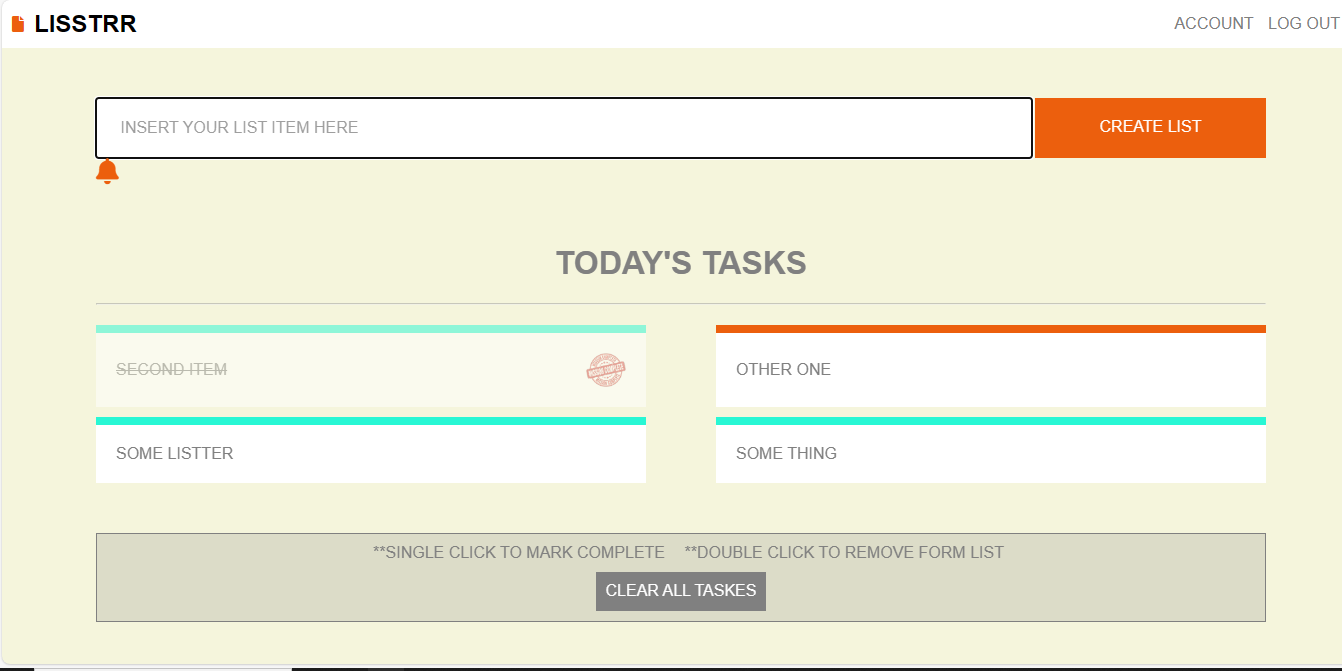 LISSTRR
ACCOUNT LOG OUT
INSERT YOUR LIST ITEM HERE
CREATE LIST
TODAY'S TASKS
SECOND ITEM
OTHER ONE
SOME LISTTER
SOME THING
**SINGLE CLICK TO MARK COMPLETE **DOUBLE CLICK TO REMOVE FORM LIST
CLEAR ALL TASKES